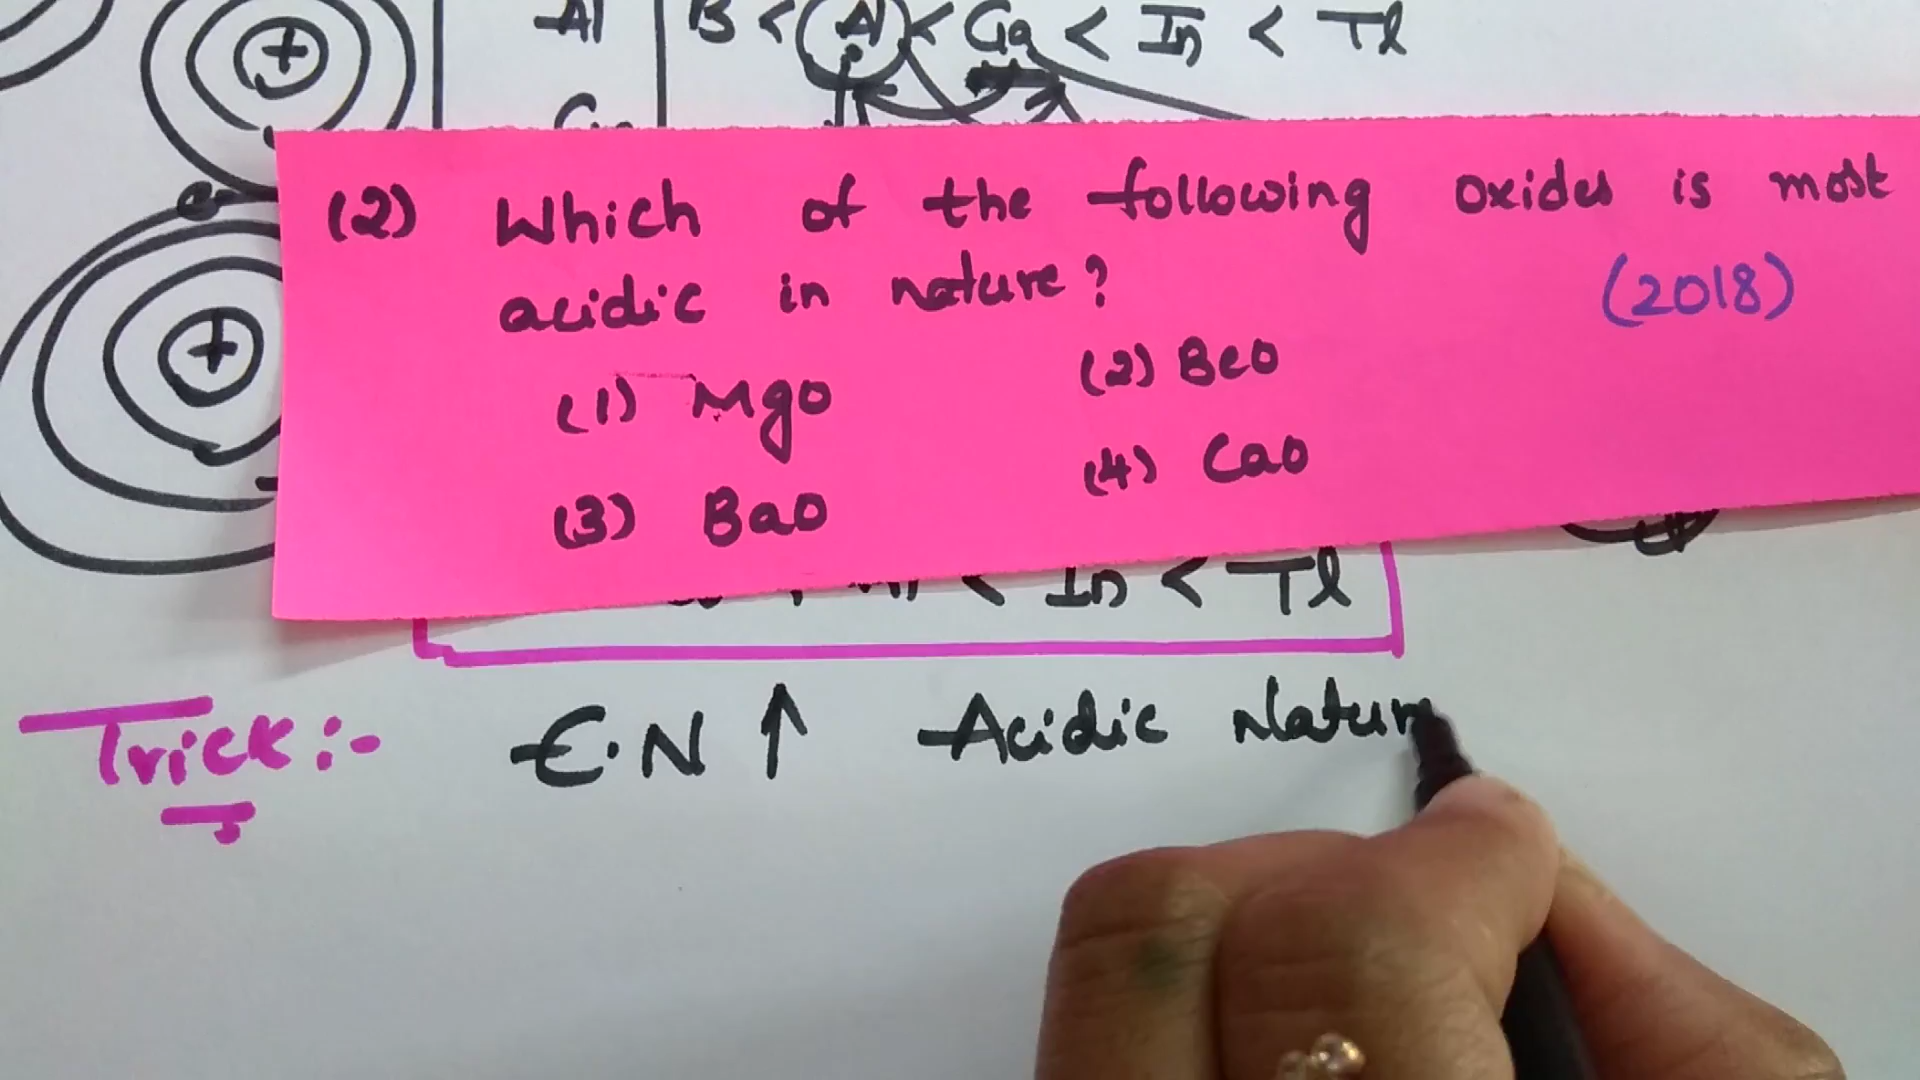 Al B < Al < Ga < In < Tl
(2) Which of the following oxides is most
acidic in nature? (2018)
(1) Mgo (2) Beo
(3) Bao (4) Cao
< In < Tl
Trick:- E.N ↑ Acidic Natur